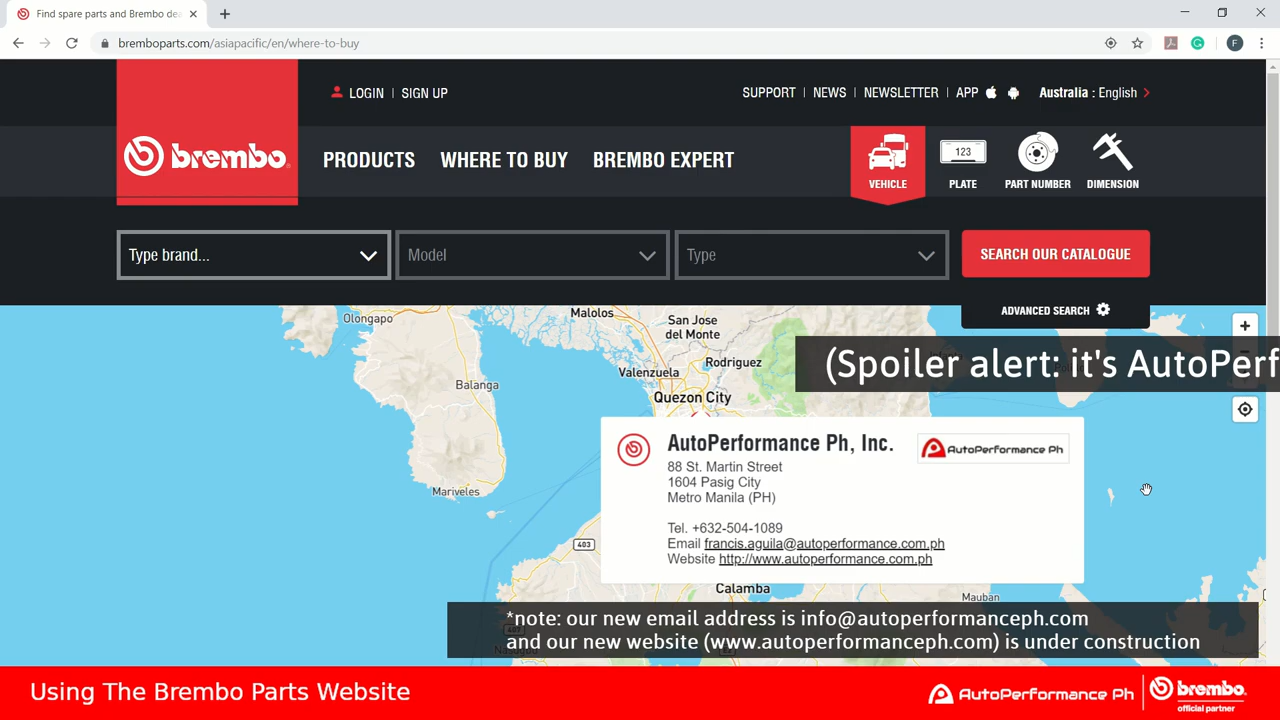 Find spare parts and Brembo dea
bremboparts.com/asiapacific/en/where-to-buy
F
LOGIN | SIGN UP
SUPPORT | NEWS | NEWSLETTER | APP
Australia : English
brembo
PRODUCTS
WHERE TO BUY
BREMBO EXPERT
VEHICLE
123
PLATE
PART NUMBER
DIMENSION
Type brand...
Model
Type
SEARCH OUR CATALOGUE
ADVANCED SEARCH
Olongapo
Malolos
San Jose
del Monte
Rodriguez
Valenzuela
Balanga
Quezon City
(Spoiler alert: it's AutoPerf
AutoPerformance Ph, Inc.
AutoPerformance Ph
88 St. Martin Street
1604 Pasig City
Metro Manila (PH)
Tel. +632-504-1089
Email francis.aguila@autoperformance.com.ph
Website http://www.autoperformance.com.ph
Mariveles
403
Calamba
Mauban
*note: our new email address is info@autoperformanceph.com
and our new website (www.autoperformanceph.com) is under construction
Using The Brembo Parts Website
AutoPerformance Ph
brembo
official partner